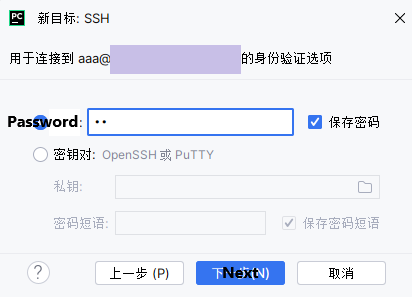 PC 新目标: SSH
用于连接到 aaa@ 的身份验证选项
Password: •• 保存密码
密钥对: OpenSSH 或 PuTTY
私钥:
密码短语: 保存密码短语
? 上一步 (P) Next 取消